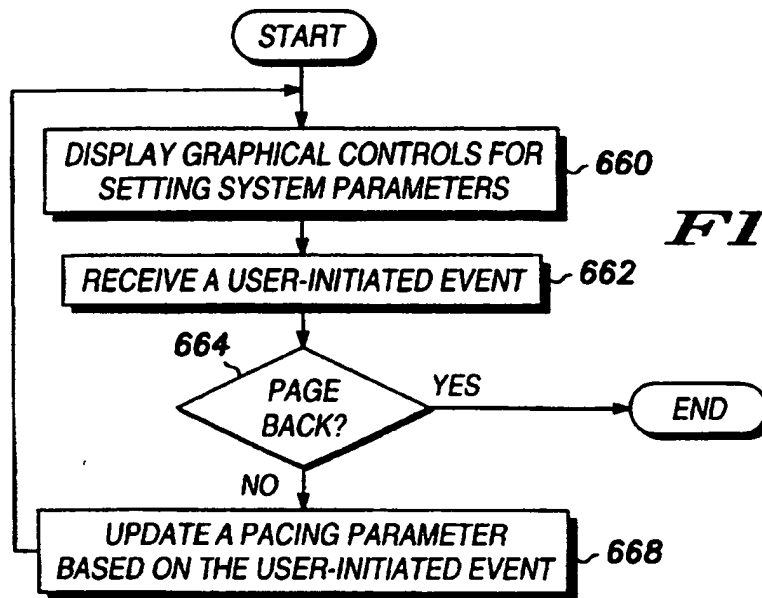 START
DISPLAY GRAPHICAL CONTROLS FOR
SETTING SYSTEM PARAMETERS
660
FI
RECEIVE A USER-INITIATED EVENT
662
664
PAGE
BACK?
YES
END
NO
UPDATE A PACING PARAMETER
BASED ON THE USER-INITIATED EVENT
668